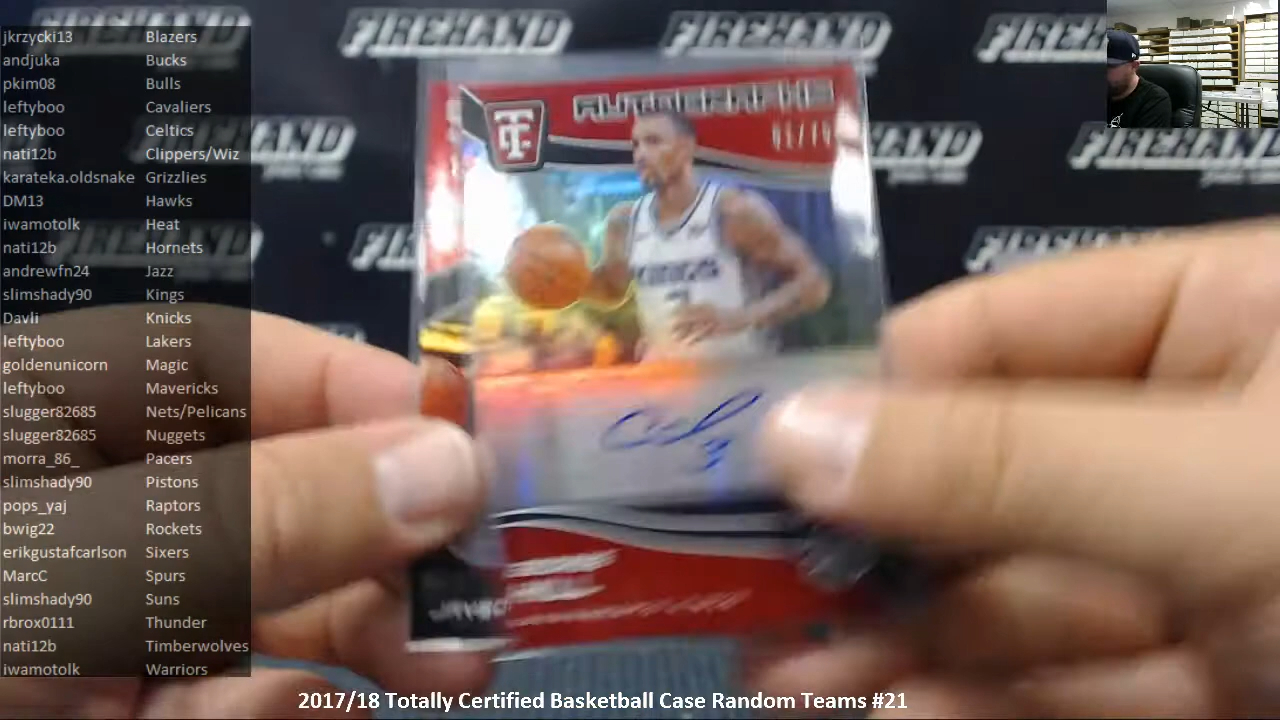 jkrzycki13 Blazers
andjuka Bucks
pkim08 Bulls
leftyboo Cavaliers
leftyboo Celtics
nati12b Clippers/Wiz
karateka.oldsnake Grizzlies
DM13 Hawks
iwamotolk Heat
nati12b Hornets
andrewfn24 Jazz
slimshady90 Kings
Davli Knicks
leftyboo Lakers
goldenunicorn Magic
leftyboo Mavericks
slugger82685 Nets/Pelicans
slugger82685 Nuggets
morra_86_ Pacers
slimshady90 Pistons
pops_yaj Raptors
bwig22 Rockets
erikgustafcarlson Sixers
MarcC Spurs
slimshady90 Suns
rbrox0111 Thunder
nati12b Timberwolves
iwamotolk Warriors
FIREHAND FIREHAND FIREHAND
AUTOGRAPHS
KINGS
2017/18 Totally Certified Basketball Case Random Teams #21